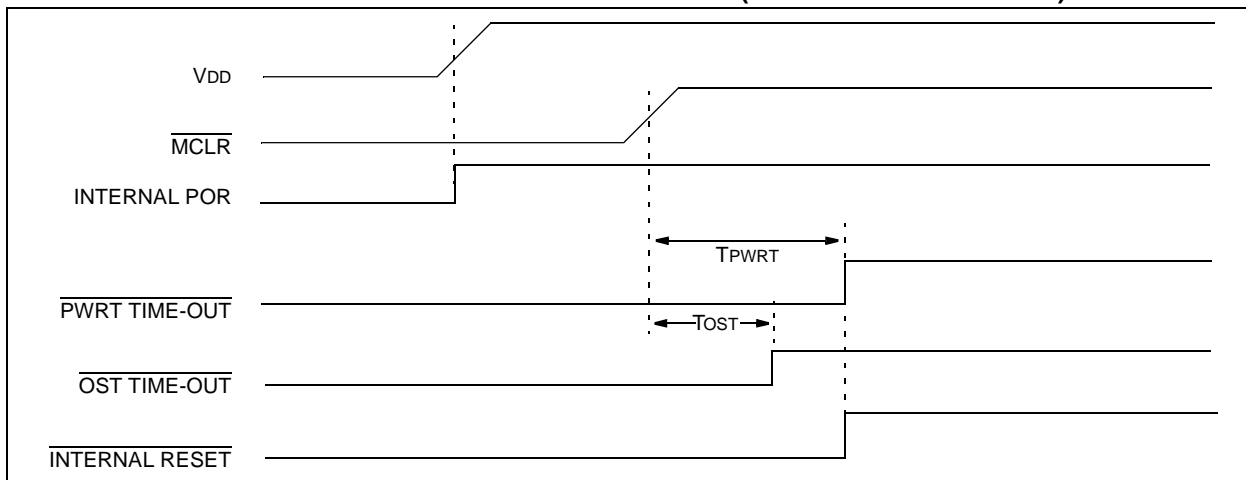 VDD
MCLR
INTERNAL POR
TPWRT
PWRT TIME-OUT
TOST
OST TIME-OUT
INTERNAL RESET